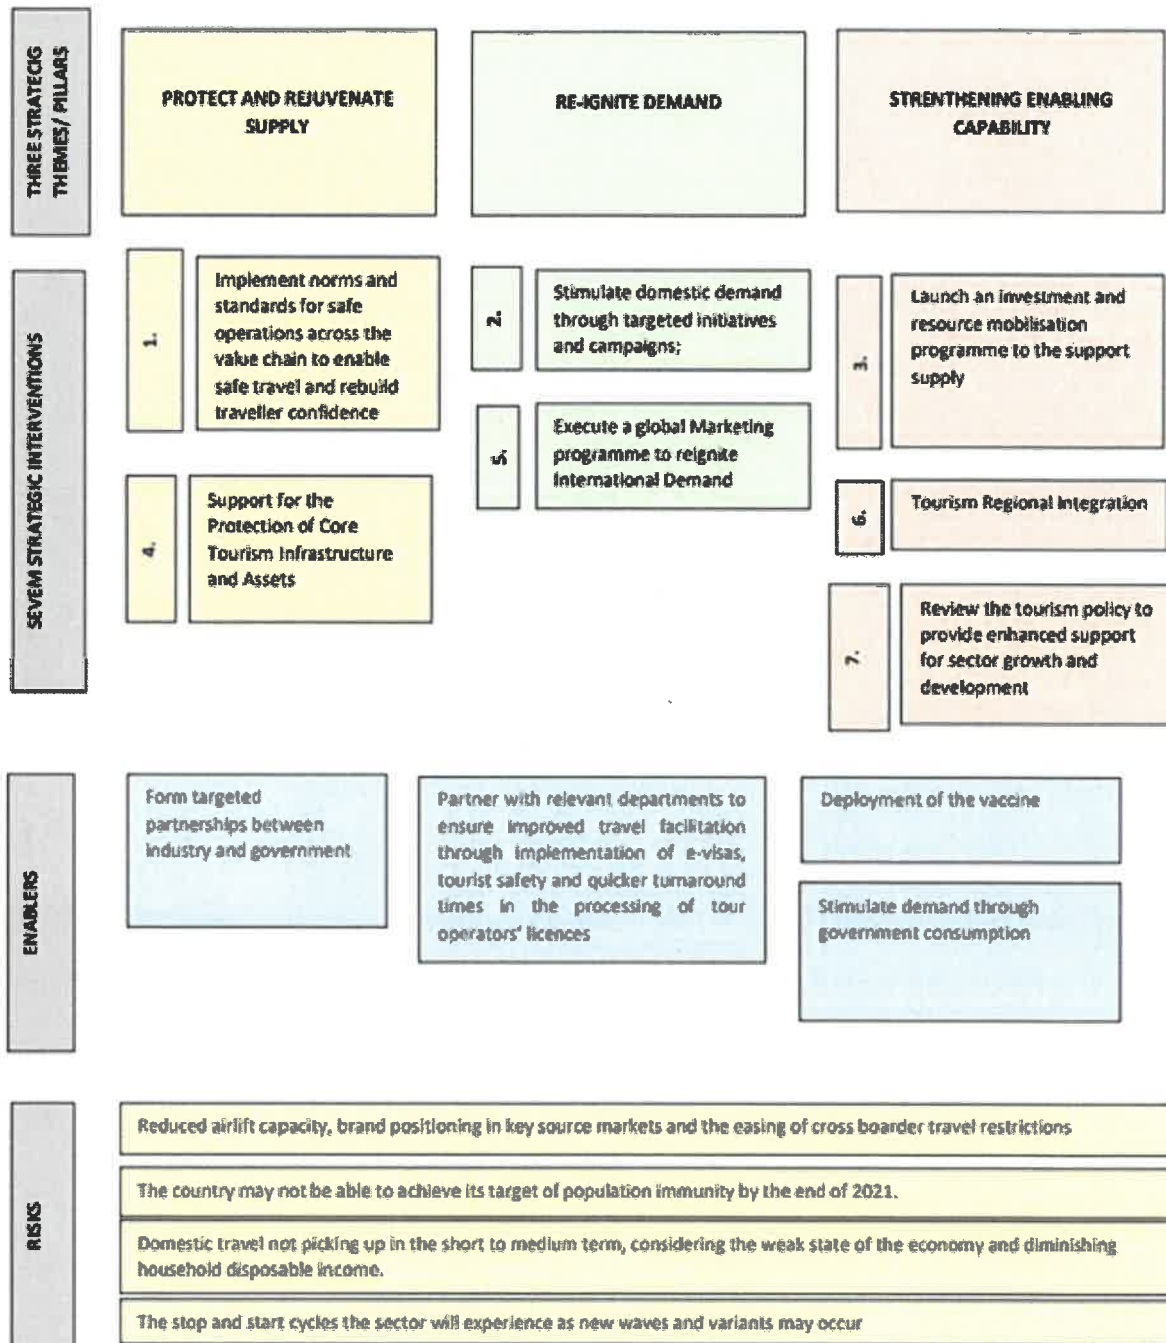 THREE STRATECIG
THEMES/ PILLARS
PROTECT AND REJUVENATE
SUPPLY
RE-IGNITE DEMAND
STRENTHENING ENABLING
CAPABILITY
SEVEM STRATEGIC INTERVENTIONS
1.
Implement norms and
standards for safe
operations across the
value chain to enable
safe travel and rebuild
traveller confidence
2.
Stimulate domestic demand
through targeted initiatives
and campaigns;
3.
Launch an investment and
resource mobilisation
programme to the support
supply
4.
Support for the
Protection of Core
Tourism Infrastructure
and Assets
5.
Execute a global Marketing
programme to reignite
International Demand
6.
Tourism Regional Integration
7.
Review the tourism policy to
provide enhanced support
for sector growth and
development
ENABLERS
Form targeted
partnerships between
industry and government
Partner with relevant departments to
ensure improved travel facilitation
through implementation of e-visas,
tourist safety and quicker turnaround
times in the processing of tour
operators' licences
Deployment of the vaccine
Stimulate demand through
government consumption
RISKS
Reduced airlift capacity, brand positioning in key source markets and the easing of cross boarder travel restrictions
The country may not be able to achieve its target of population immunity by the end of 2021.
Domestic travel not picking up in the short to medium term, considering the weak state of the economy and diminishing
household disposable income.
The stop and start cycles the sector will experience as new waves and variants may occur